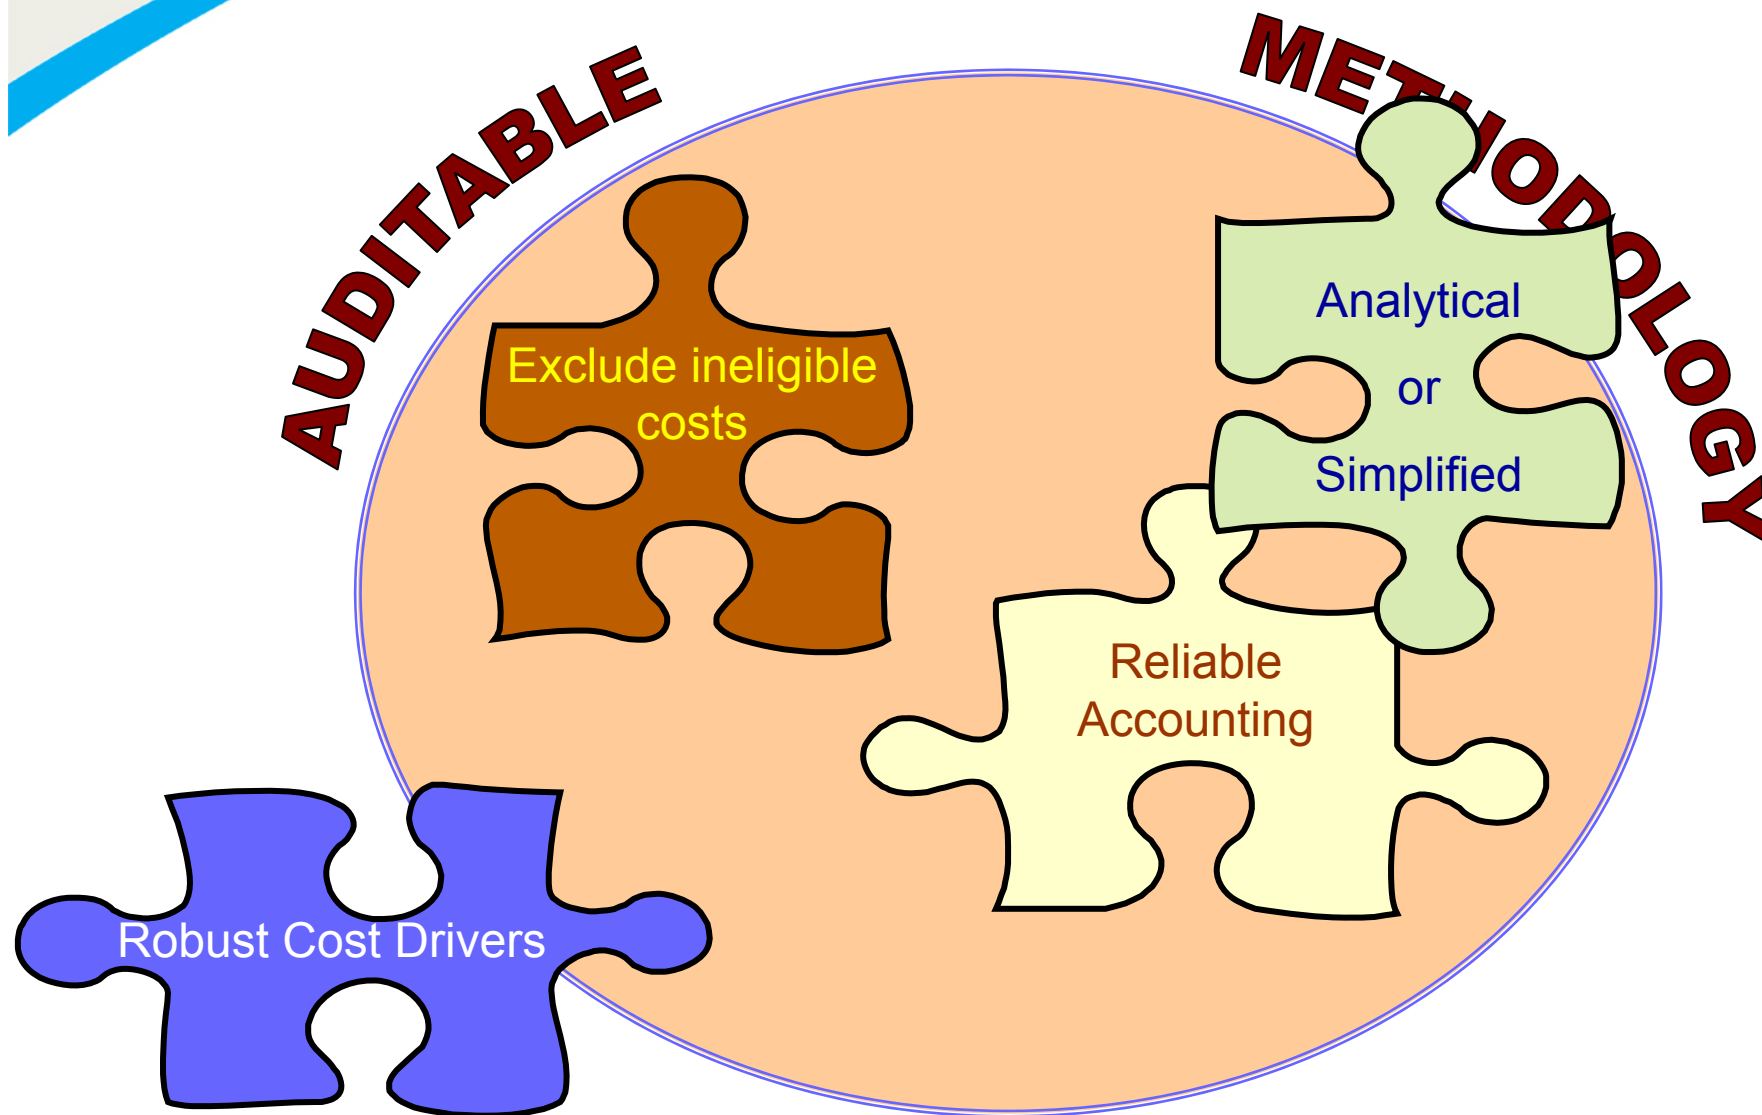 AUDITABLE
METHODOLOGY
Exclude ineligible
costs
Analytical
or
Simplified
Reliable
Accounting
Robust Cost Drivers